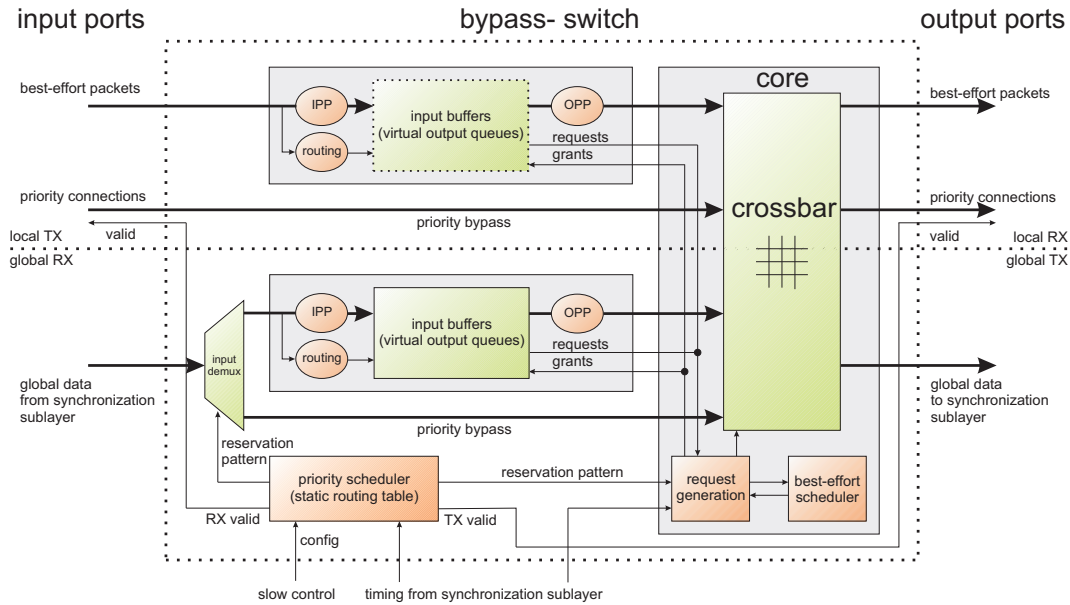 input ports
bypass- switch
output ports
core
best-effort packets
IPP
input buffers
(virtual output queues)
OPP
best-effort packets
routing
requests
grants
priority connections
priority bypass
crossbar
priority connections
valid
valid
local TX
local RX
global RX
global TX
IPP
input buffers
(virtual output queues)
OPP
routing
requests
grants
input
demux
global data
from synchronization
sublayer
global data
to synchronization
sublayer
priority bypass
reservation
pattern
priority scheduler
(static routing table)
reservation pattern
request
generation
best-effort
scheduler
RX valid
TX valid
config
slow control
timing from synchronization sublayer